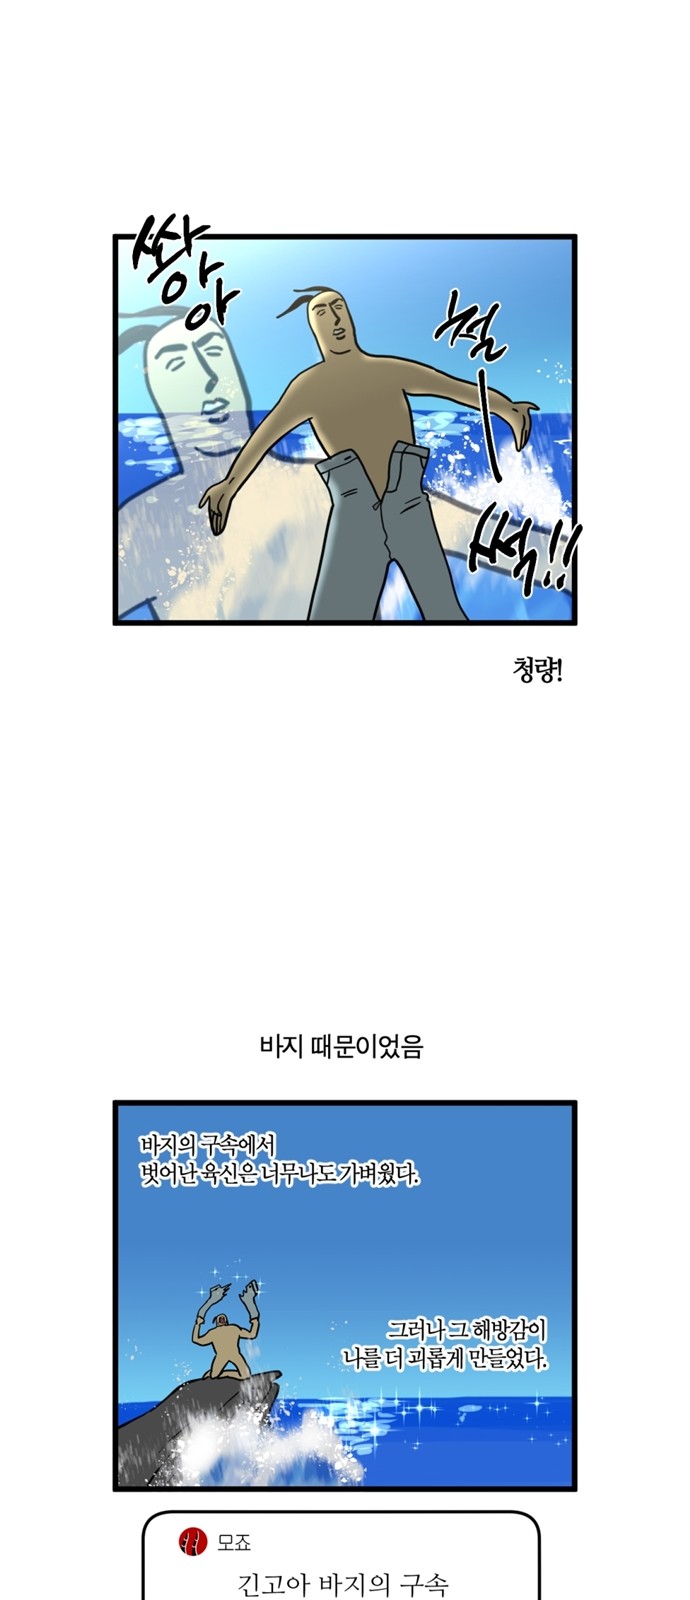 쏴아아
철 ㅡ 썩!!
청량!
바지 때문이었음
바지의 구속에서
벗어난 육신은 너무나도 가벼웠다.
그러나 그 해방감이
나를 더 괴롭게 만들었다.
모죠
긴고아 바지의 구속